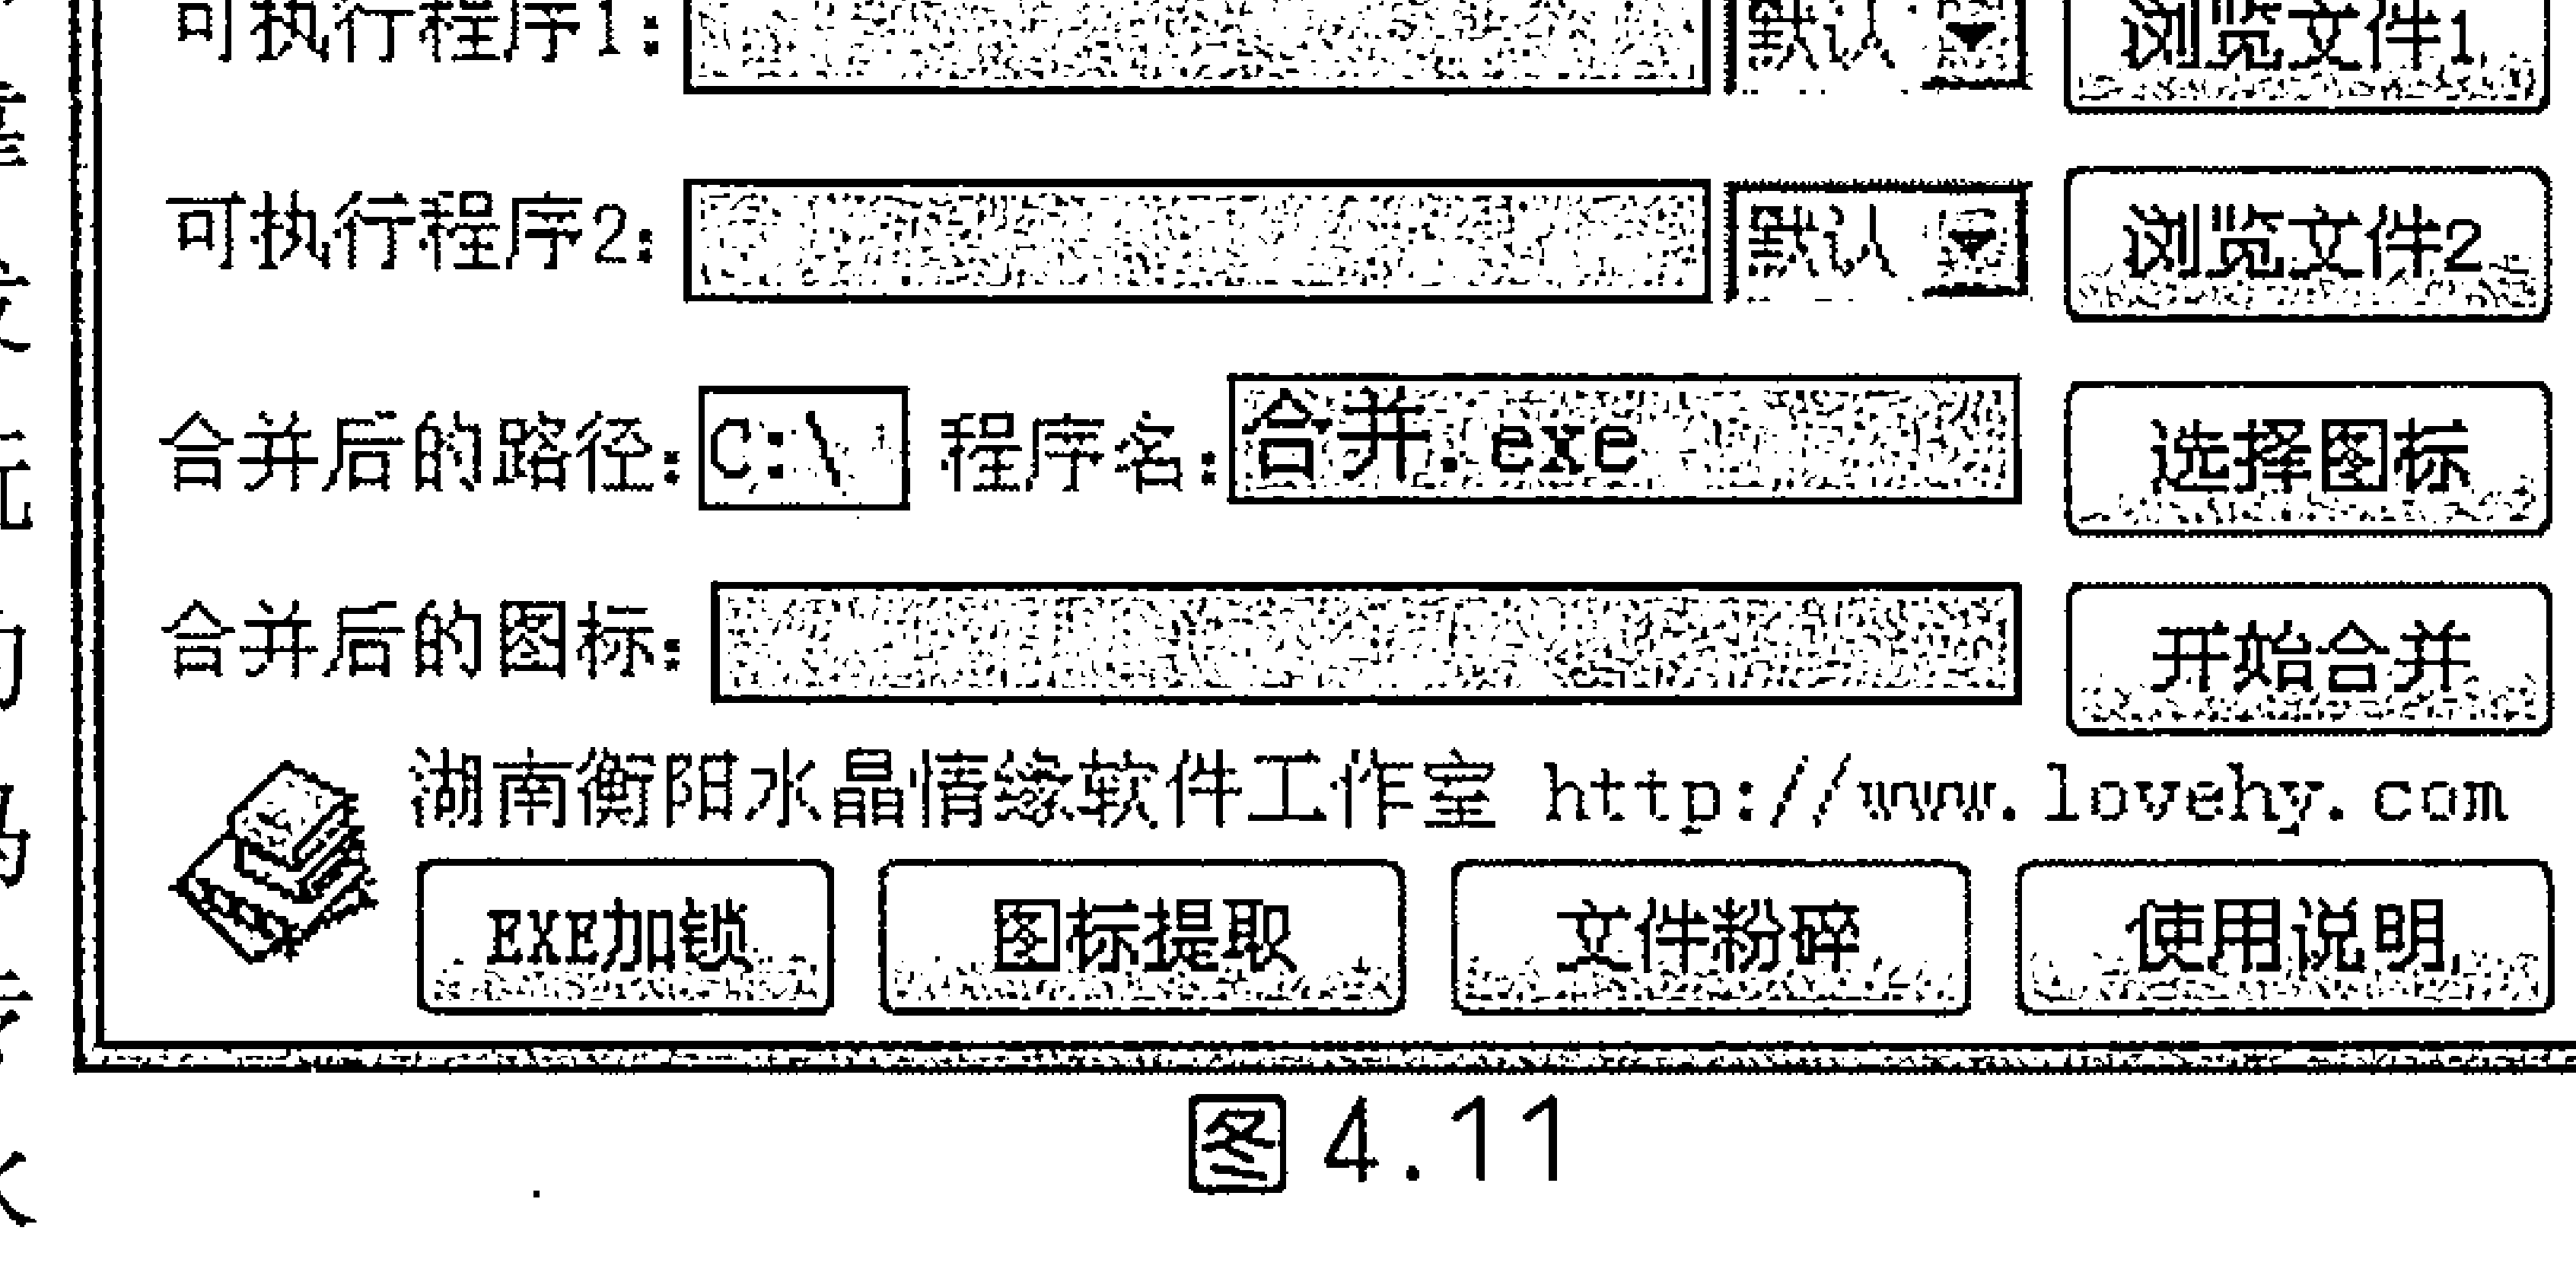 可执行程序1: 默认 浏览文件1
可执行程序2: 默认 浏览文件2
合并后的路径: C:\ 程序名: 合并.exe 选择图标
合并后的图标: 开始合并
湖南衡阳水晶情缘软件工作室 http://www.lovehy.com
EXE加锁 图标提取 文件粉碎 使用说明
图 4.11